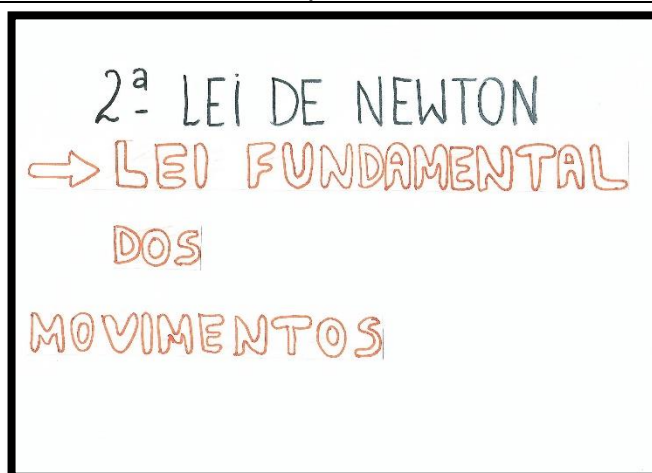 2ª LEI DE NEWTON
⇨ LEI FUNDAMENTAL
DOS
MOVIMENTOS